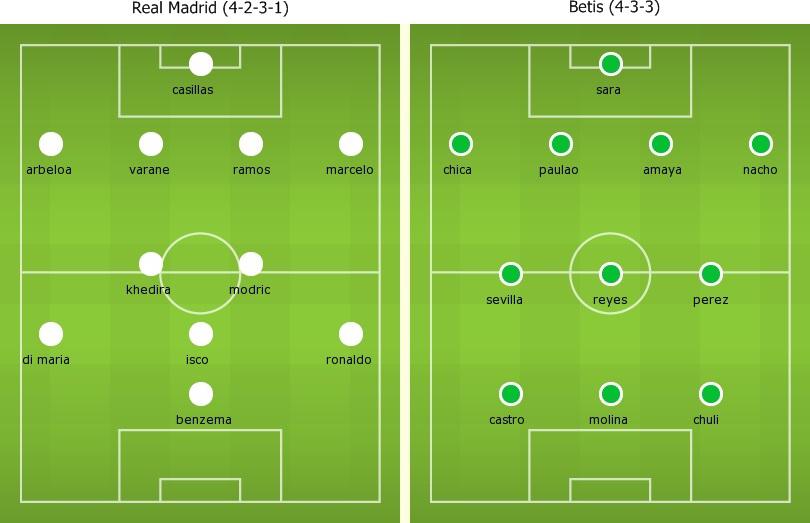 Real Madrid (4-2-3-1)
casillas
arbeloa varane ramos marcelo
khedira modric
di maria isco ronaldo
benzema
Betis (4-3-3)
sara
chica paulao amaya nacho
sevilla reyes perez
castro molina chuli